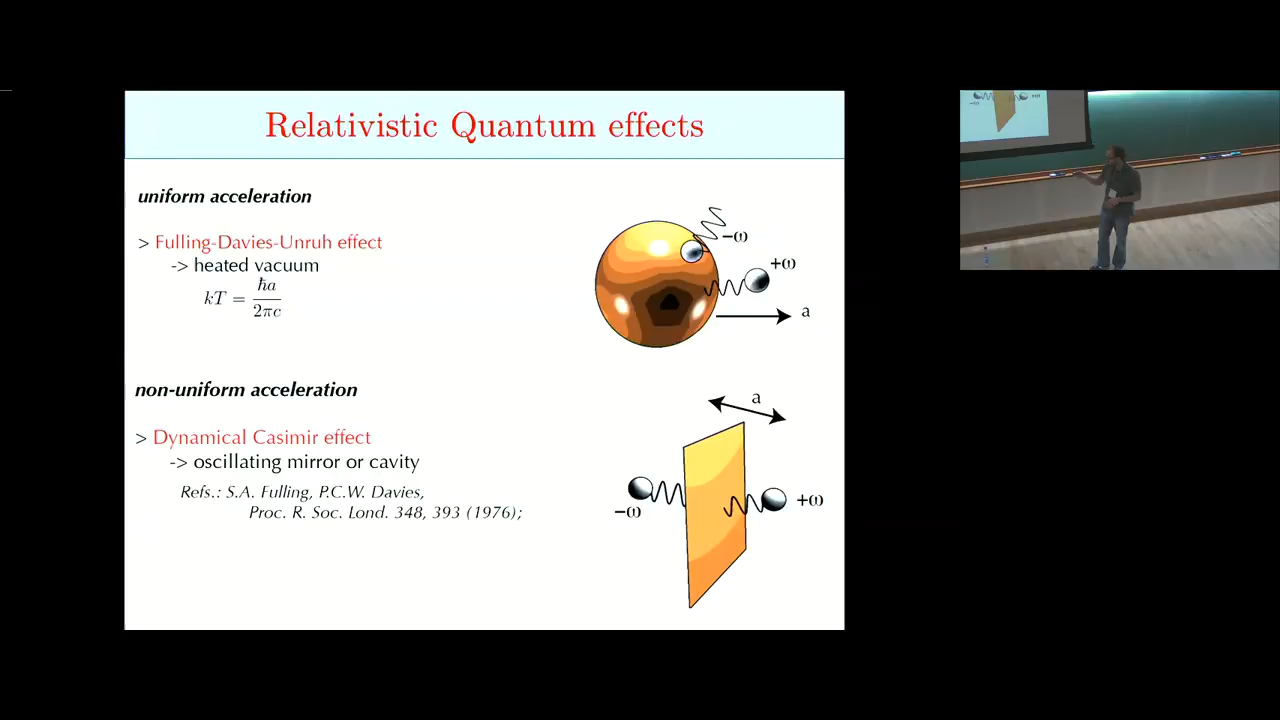 Relativistic Quantum effects
uniform acceleration
> Fulling-Davies-Unruh effect
-> heated vacuum
kT = ħa / 2πc
−ω
+ω
a
non-uniform acceleration
> Dynamical Casimir effect
-> oscillating mirror or cavity
Refs.: S.A. Fulling, P.C.W. Davies,
Proc. R. Soc. Lond. 348, 393 (1976);
a
−ω
+ω